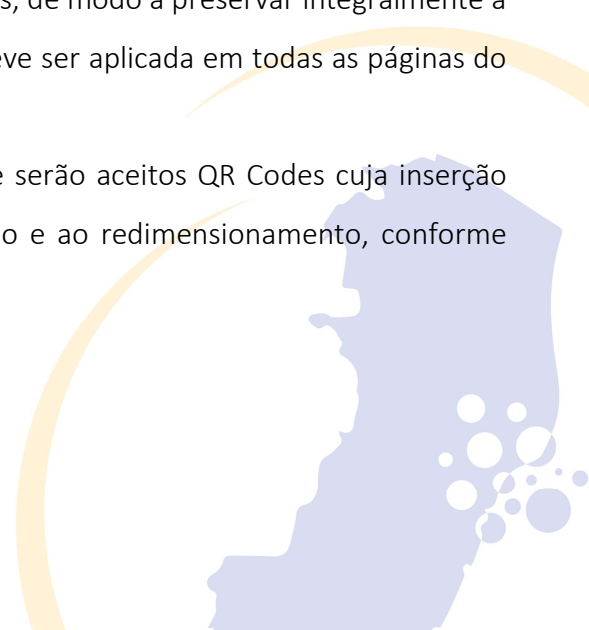 s, de modo a preservar integralmente a
eve ser aplicada em todas as páginas do
e serão aceitos QR Codes cuja inserção
o e ao redimensionamento, conforme